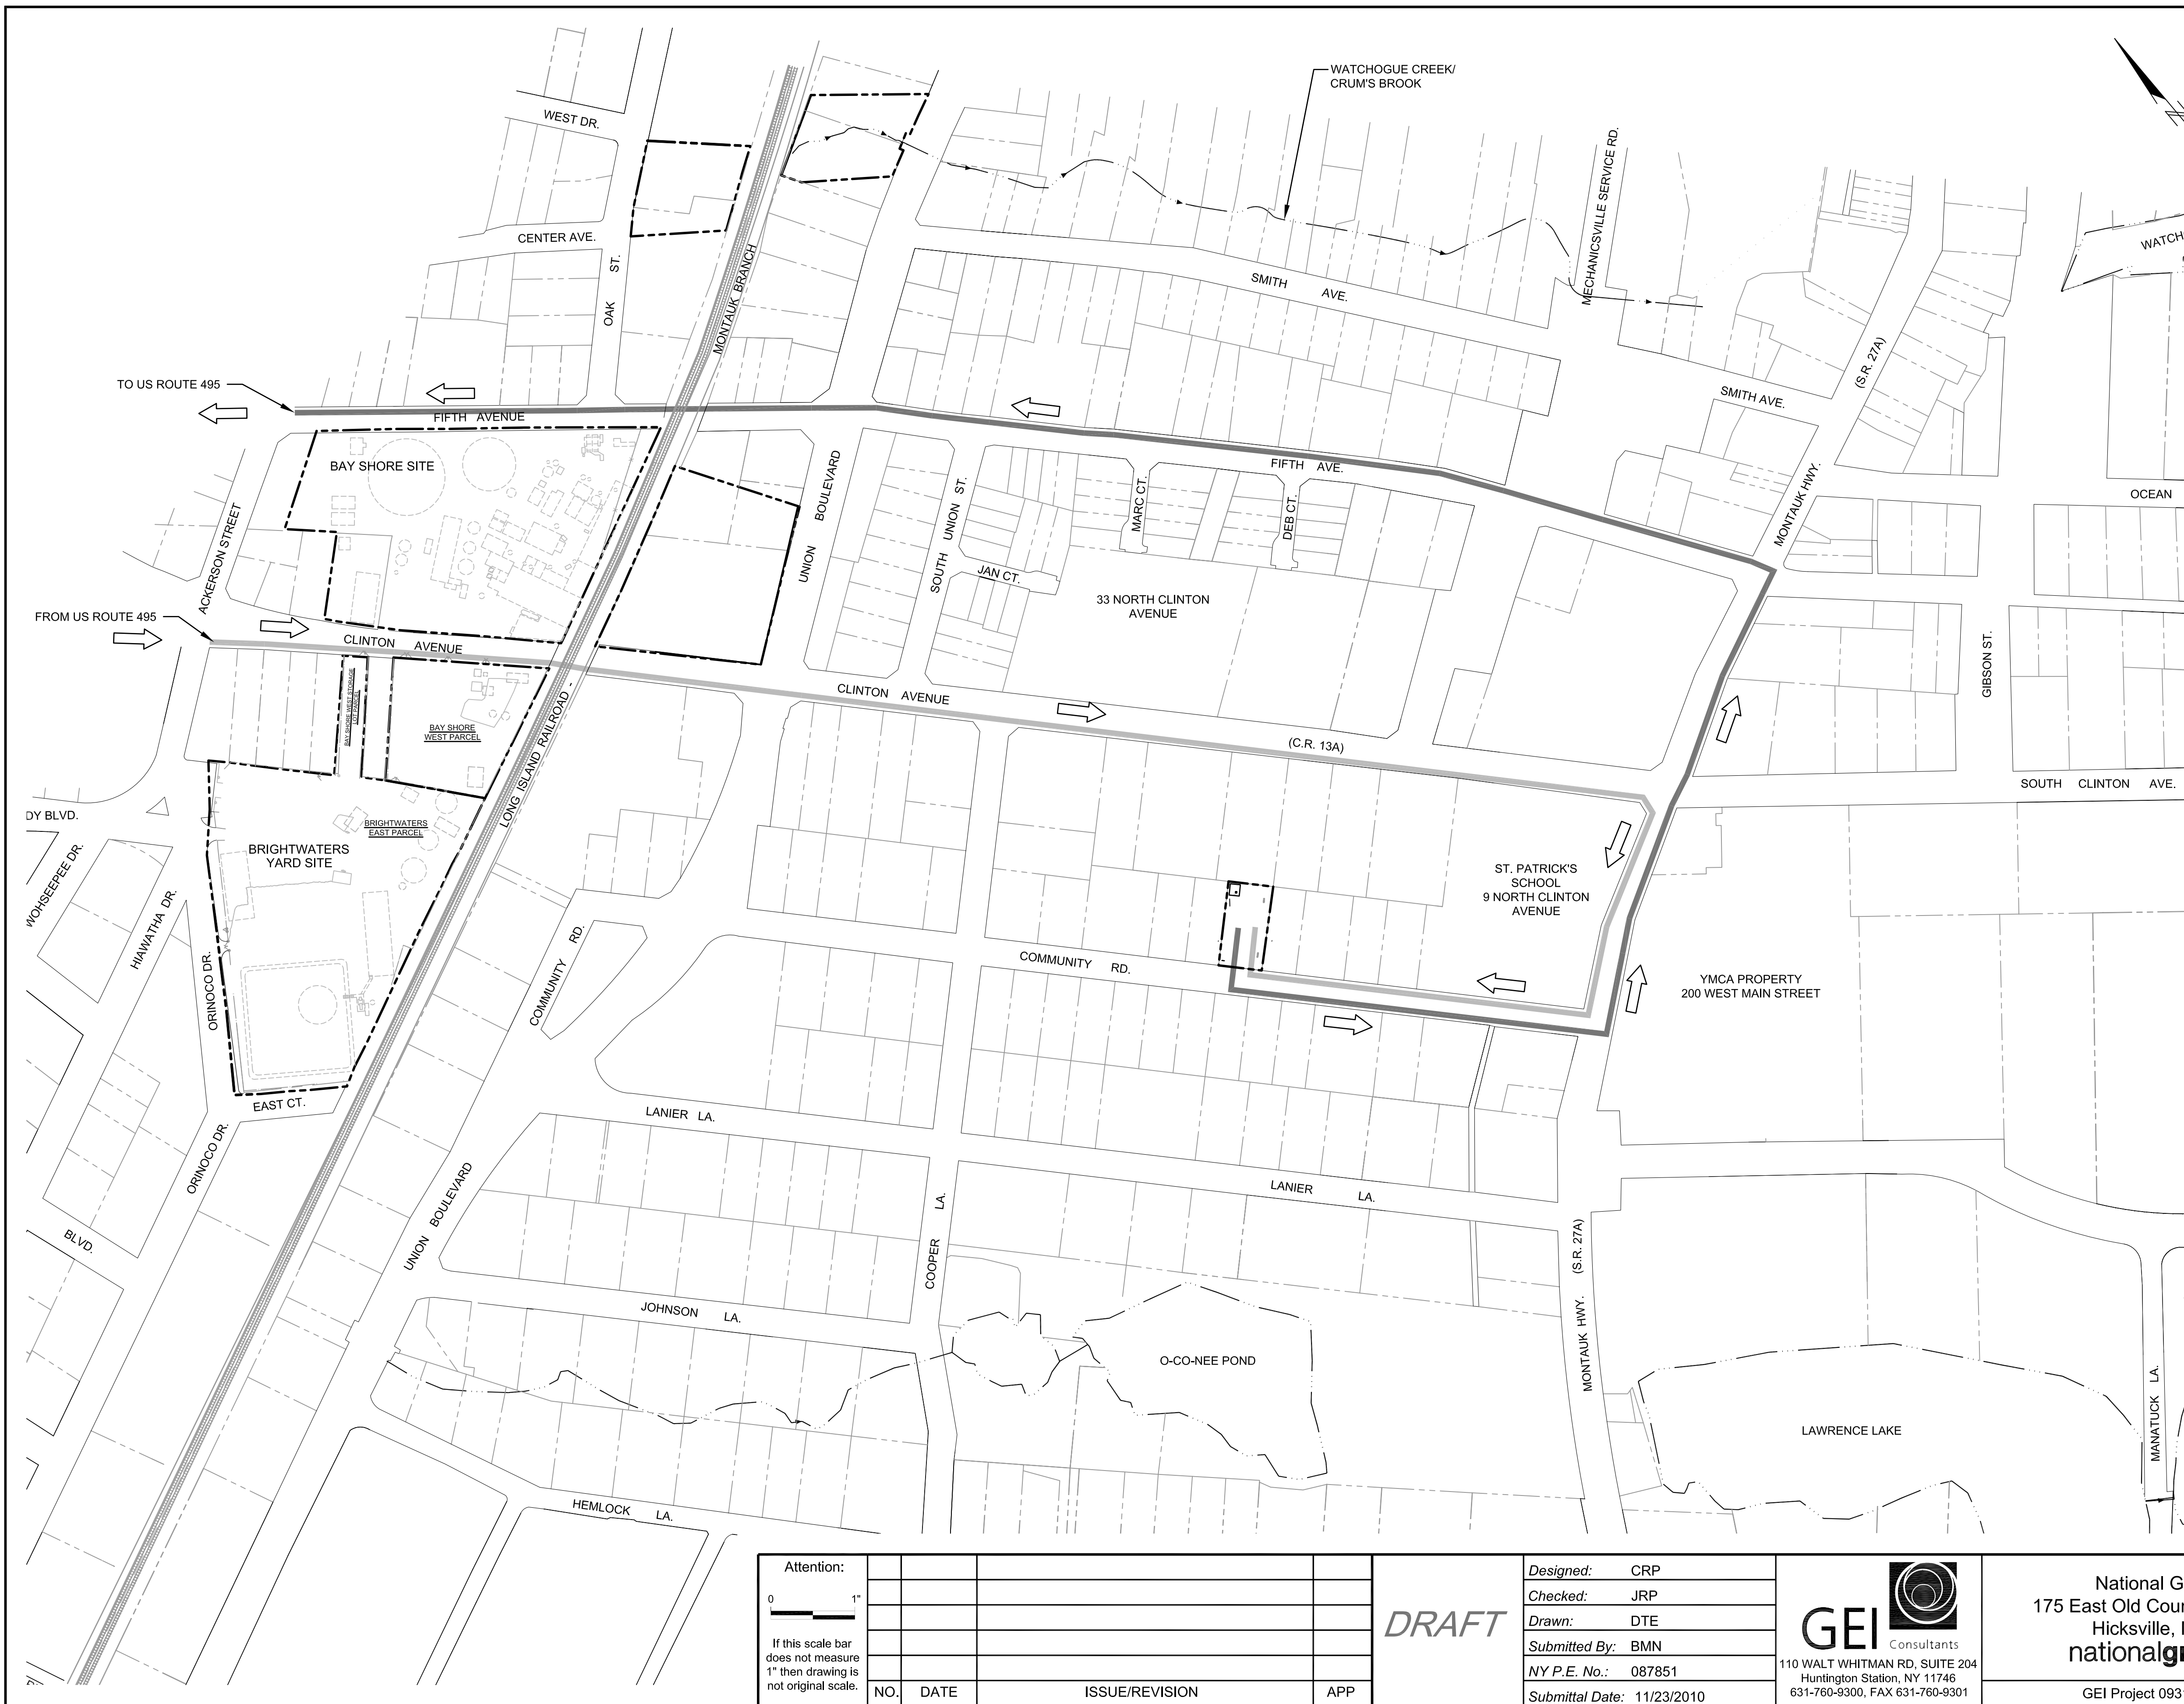 WATCHOGUE CREEK/
CRUM'S BROOK
WEST DR.
MECHANICSVILLE SERVICE RD.
CENTER AVE.
OAK ST.
MONTAUK BRANCH
SMITH AVE.
(S.R. 27A)
TO US ROUTE 495
FIFTH AVENUE
SMITH AVE.
BAY SHORE SITE
FIFTH AVE.
MONTAUK HWY.
OCEAN
ACKERSON STREET
UNION BOULEVARD
SOUTH UNION ST.
MARC CT.
DEB CT.
JAN CT.
33 NORTH CLINTON
AVENUE
FROM US ROUTE 495
CLINTON AVENUE
GIBSON ST.
CLINTON AVENUE
(C.R. 13A)
BAY SHORE WEST STORAGE
LOT PARCEL
BAY SHORE
WEST PARCEL
LONG ISLAND RAILROAD -
SOUTH CLINTON AVE.
DY BLVD.
BRIGHTWATERS
EAST PARCEL
BRIGHTWATERS
YARD SITE
WOHSEEPEE DR.
HIAWATHA DR.
ORINOCO DR.
COMMUNITY RD.
COMMUNITY RD.
ST. PATRICK'S
SCHOOL
9 NORTH CLINTON
AVENUE
YMCA PROPERTY
200 WEST MAIN STREET
EAST CT.
ORINOCO DR.
LANIER LA.
LANIER LA.
UNION BOULEVARD
COOPER LA.
BLVD.
JOHNSON LA.
O-CO-NEE POND
MONTAUK HWY. (S.R. 27A)
LAWRENCE LAKE
MANATUCK LA.
HEMLOCK LA.
Attention:
0 1"
If this scale bar
does not measure
1" then drawing is
not original scale.
NO. DATE ISSUE/REVISION APP
DRAFT
Designed: CRP
Checked: JRP
Drawn: DTE
Submitted By: BMN
NY P.E. No.: 087851
Submittal Date: 11/23/2010
GEI Consultants
110 WALT WHITMAN RD, SUITE 204
Huntington Station, NY 11746
631-760-9300, FAX 631-760-9301
National G
175 East Old Cou
Hicksville,
nationalg
GEI Project 093